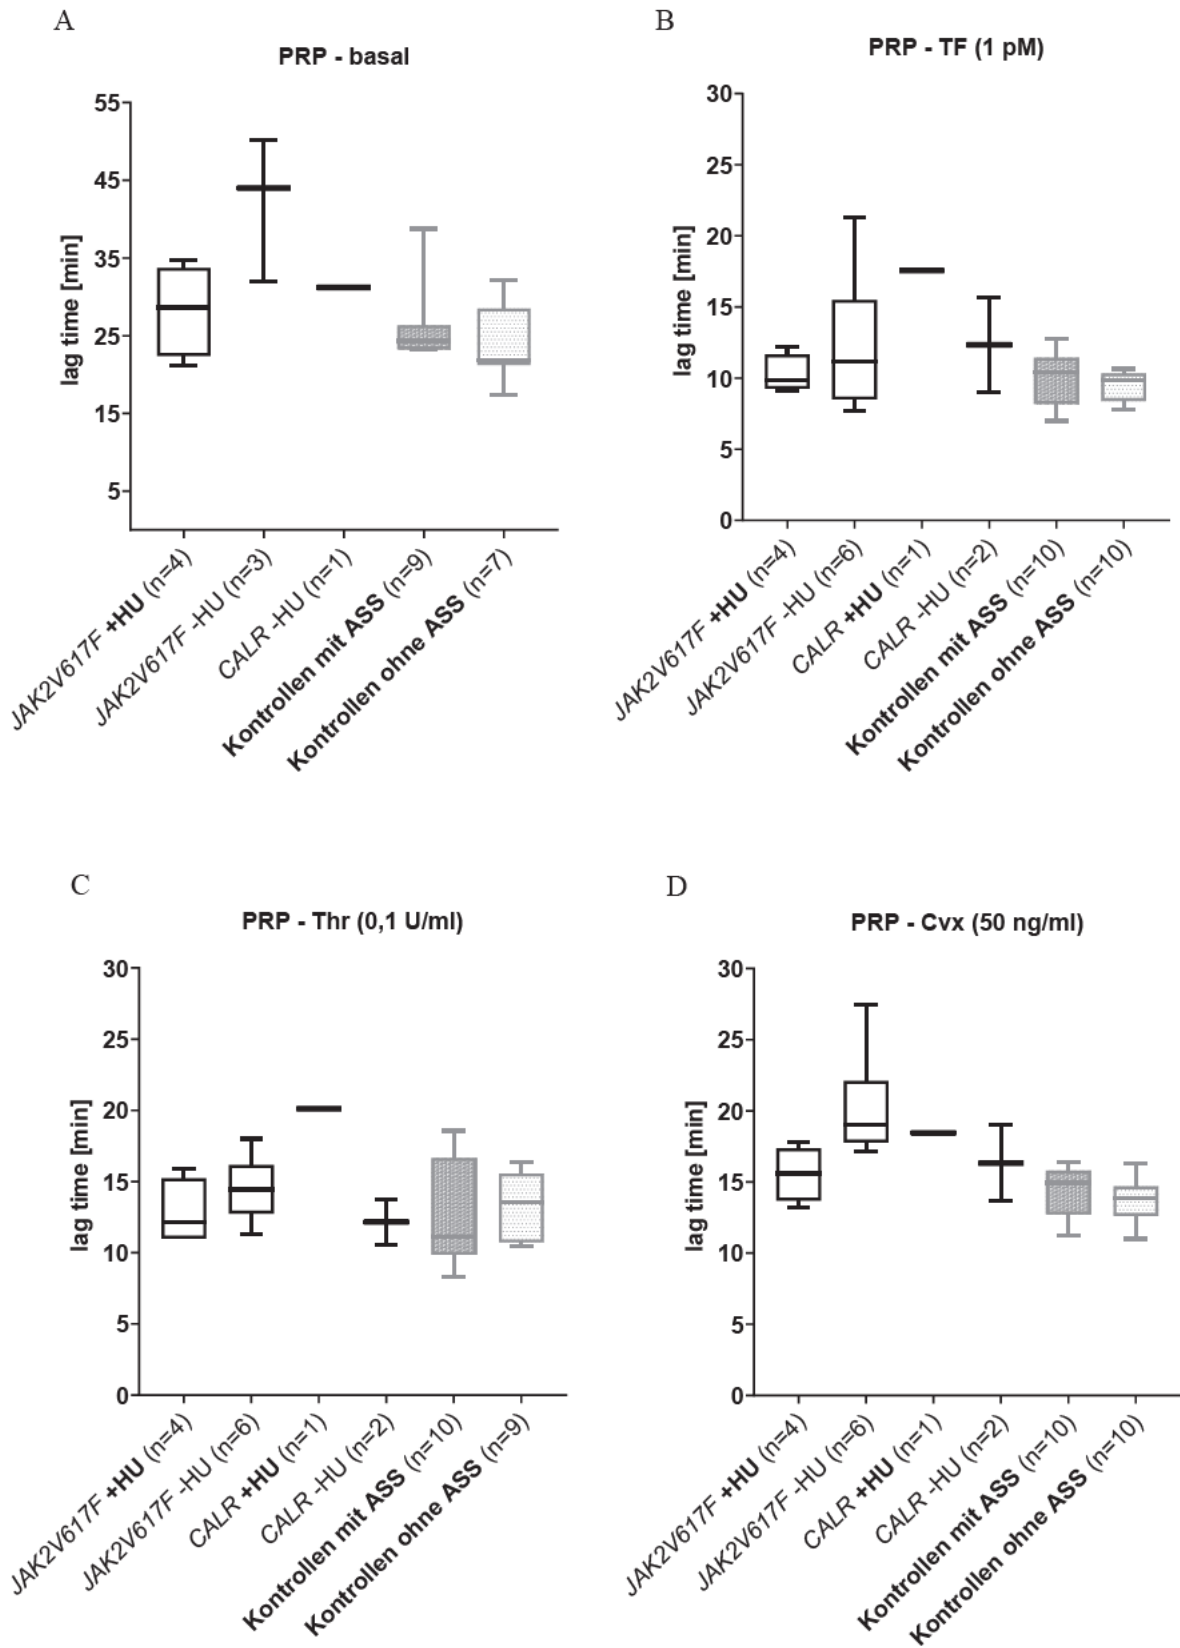 A
PRP - basal
lag time [min]
55
45
35
25
15
5
JAK2V617F +HU (n=4)
JAK2V617F -HU (n=3)
CALR -HU (n=1)
Kontrollen mit ASS (n=9)
Kontrollen ohne ASS (n=7)
B
PRP - TF (1 pM)
lag time [min]
30
25
20
15
10
5
0
JAK2V617F +HU (n=4)
JAK2V617F -HU (n=6)
CALR +HU (n=1)
CALR -HU (n=2)
Kontrollen mit ASS (n=10)
Kontrollen ohne ASS (n=10)
C
PRP - Thr (0,1 U/ml)
lag time [min]
30
25
20
15
10
5
0
JAK2V617F +HU (n=4)
JAK2V617F -HU (n=6)
CALR +HU (n=1)
CALR -HU (n=2)
Kontrollen mit ASS (n=10)
Kontrollen ohne ASS (n=9)
D
PRP - Cvx (50 ng/ml)
lag time [min]
30
25
20
15
10
5
0
JAK2V617F +HU (n=4)
JAK2V617F -HU (n=6)
CALR +HU (n=1)
CALR -HU (n=2)
Kontrollen mit ASS (n=10)
Kontrollen ohne ASS (n=10)